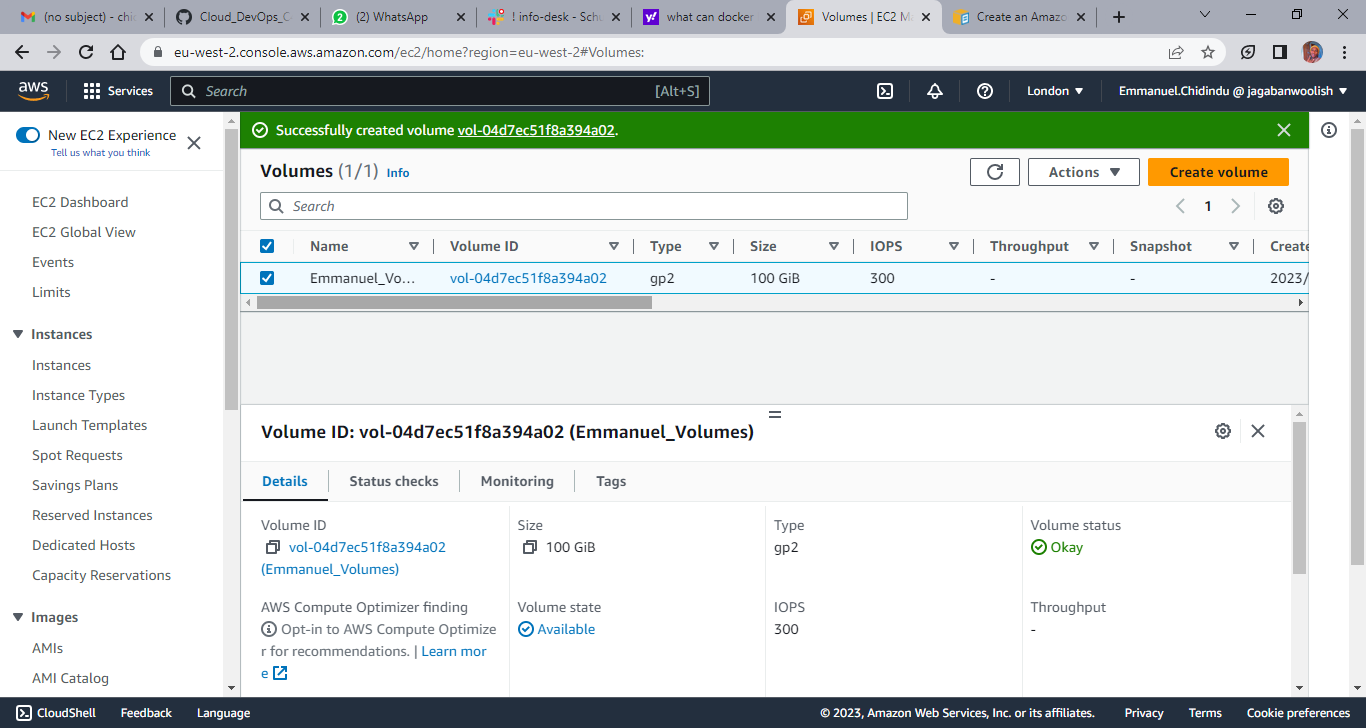 (no subject) - chi
Cloud_DevOps_C
(2) WhatsApp
! info-desk - Schu
what can docker
Volumes | EC2 Ma
Create an Amazo
eu-west-2.console.aws.amazon.com/ec2/home?region=eu-west-2#Volumes:
aws
Services
Search
[Alt+S]
London
Emmanuel.Chidindu @ jagabanwoolish
New EC2 Experience
Tell us what you think
EC2 Dashboard
EC2 Global View
Events
Limits
Instances
Instances
Instance Types
Launch Templates
Spot Requests
Savings Plans
Reserved Instances
Dedicated Hosts
Capacity Reservations
Images
AMIs
AMI Catalog
Successfully created volume vol-04d7ec51f8a394a02.
Volumes (1/1) Info
Actions
Create volume
Search
1
Name Volume ID Type Size IOPS Throughput Snapshot Create
Emmanuel_Vo... vol-04d7ec51f8a394a02 gp2 100 GiB 300 - - 2023/
Volume ID: vol-04d7ec51f8a394a02 (Emmanuel_Volumes)
Details Status checks Monitoring Tags
Volume ID
vol-04d7ec51f8a394a02
(Emmanuel_Volumes)
Size
100 GiB
Type
gp2
Volume status
Okay
AWS Compute Optimizer finding
Opt-in to AWS Compute Optimize
r for recommendations. | Learn mor
e
Volume state
Available
IOPS
300
Throughput
-
CloudShell Feedback Language
© 2023, Amazon Web Services, Inc. or its affiliates. Privacy Terms Cookie preferences